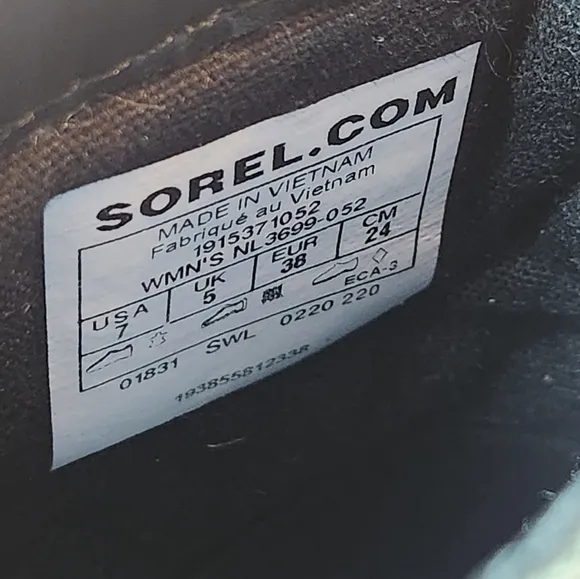 SOREL.COM
MADE IN VIETNAM
Fabriqué au Vietnam
1915371052
WMN'S NL3699-052
USA UK EUR CM
7 5 38 24
ECA-3
01831 SWL 0220 220
193855812338